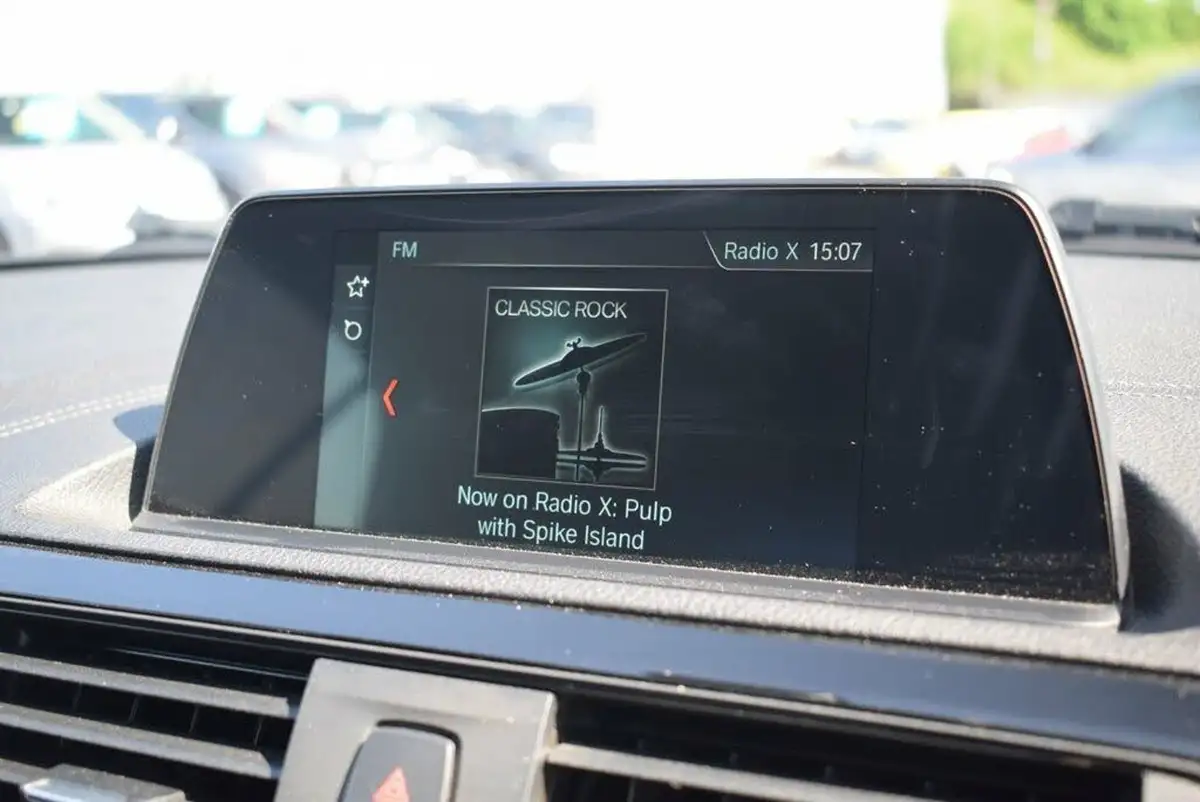 FM
Radio X 15:07
CLASSIC ROCK
Now on Radio X: Pulp
with Spike Island